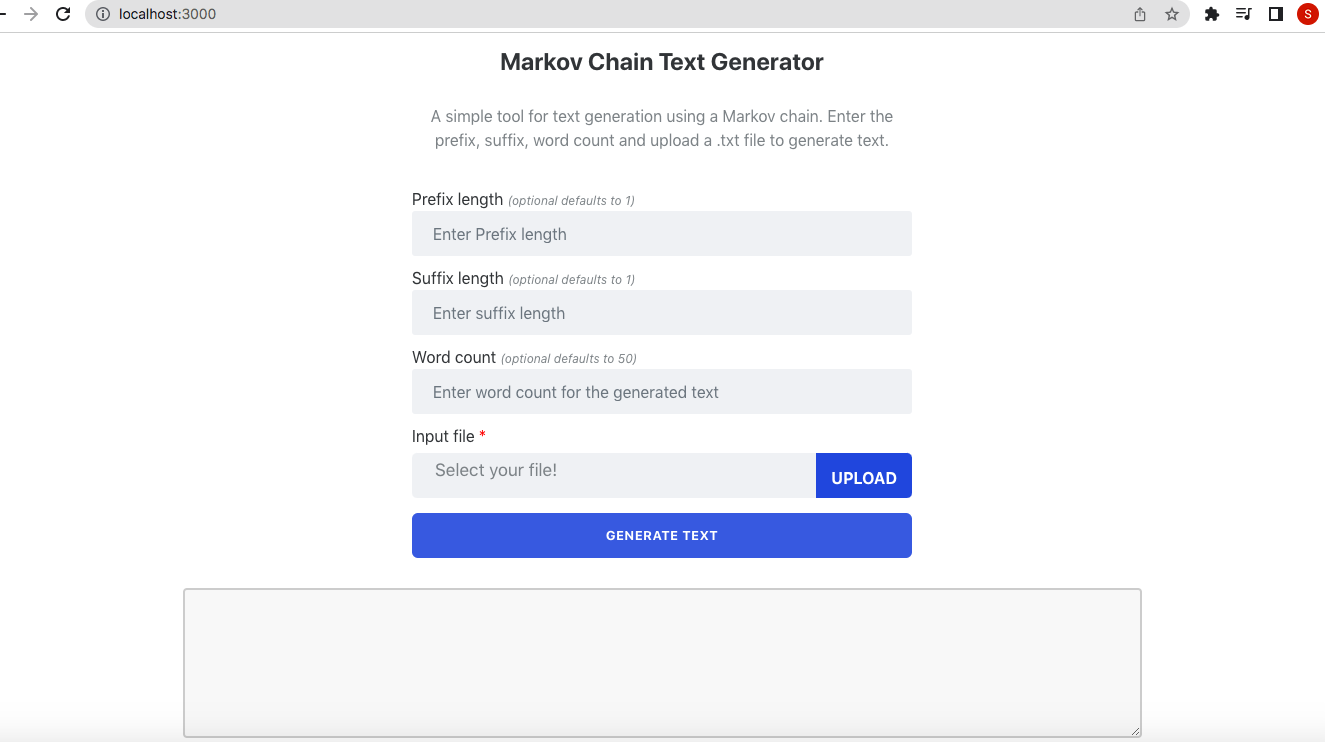 localhost:3000
S
Markov Chain Text Generator
A simple tool for text generation using a Markov chain. Enter the
prefix, suffix, word count and upload a .txt file to generate text.
Prefix length (optional defaults to 1)
Enter Prefix length
Suffix length (optional defaults to 1)
Enter suffix length
Word count (optional defaults to 50)
Enter word count for the generated text
Input file *
Select your file!
UPLOAD
GENERATE TEXT